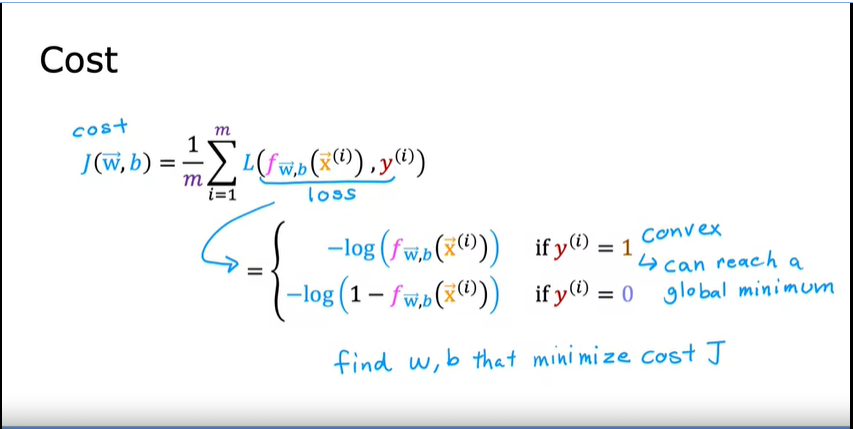 Cost
cost
J(w⃗, b) = 1/m ∑_{i=1}^{m} L(f_{w⃗,b}(x⃗^{(i)}), y^{(i)})
loss
= { −log(f_{w⃗,b}(x⃗^{(i)})) if y^{(i)} = 1
−log(1 − f_{w⃗,b}(x⃗^{(i)})) if y^{(i)} = 0
convex
↳ can reach a
global minimum
find w, b that minimize cost J